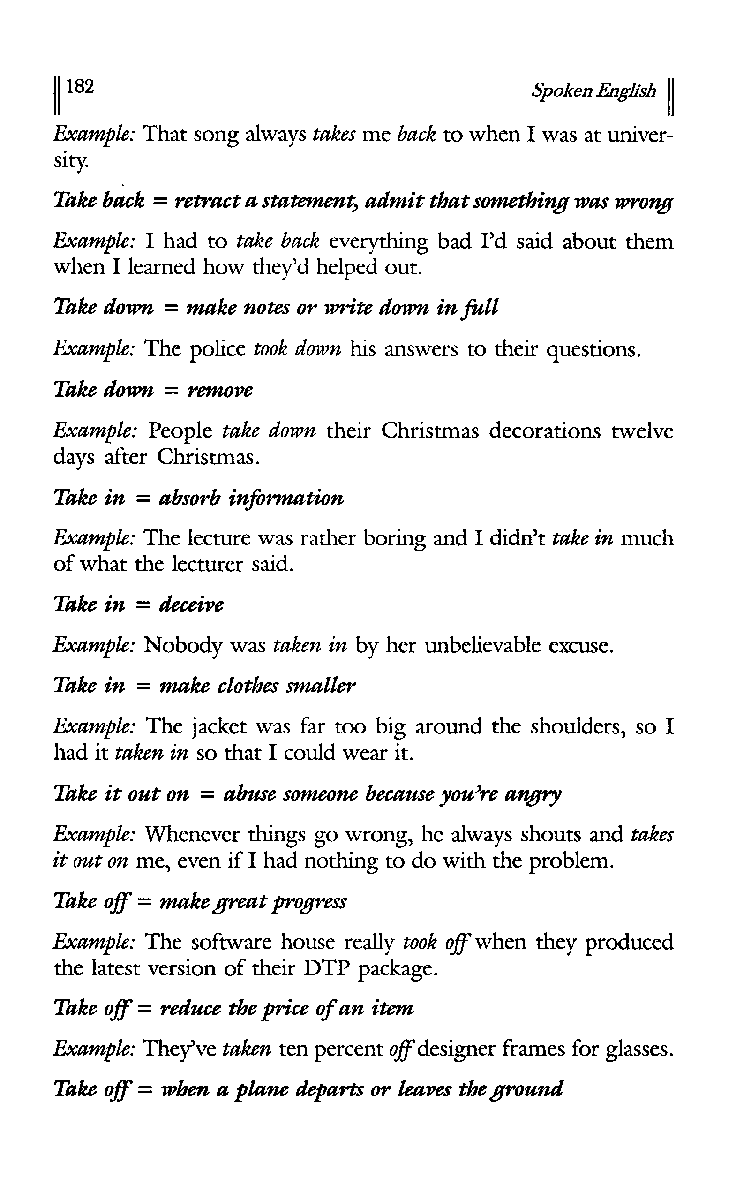 182
Spoken English
Example: That song always takes me back to when I was at univer-
sity.
Take back = retract a statement, admit that something was wrong
Example: I had to take back everything bad I'd said about them
when I learned how they'd helped out.
Take down = make notes or write down in full
Example: The police took down his answers to their questions.
Take down = remove
Example: People take down their Christmas decorations twelve
days after Christmas.
Take in = absorb information
Example: The lecture was rather boring and I didn't take in much
of what the lecturer said.
Take in = deceive
Example: Nobody was taken in by her unbelievable excuse.
Take in = make clothes smaller
Example: The jacket was far too big around the shoulders, so I
had it taken in so that I could wear it.
Take it out on = abuse someone because you're angry
Example: Whenever things go wrong, he always shouts and takes
it out on me, even if I had nothing to do with the problem.
Take off = make great progress
Example: The software house really took off when they produced
the latest version of their DTP package.
Take off = reduce the price of an item
Example: They've taken ten percent off designer frames for glasses.
Take off = when a plane departs or leaves the ground